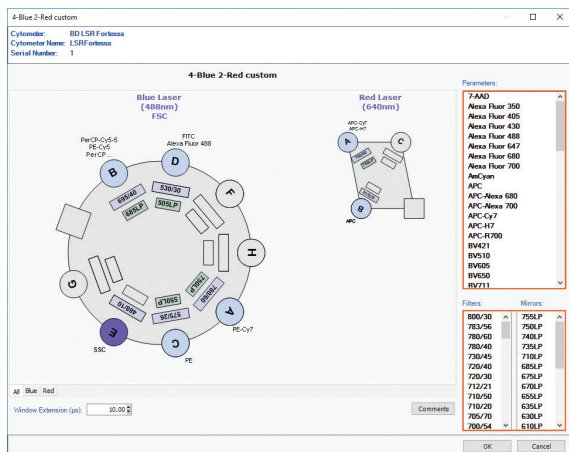 4-Blue 2-Red custom
Cytometer: BD LSR Fortessa
Cytometer Name: LSRFortessa
Serial Number: 1
4-Blue 2-Red custom
Blue Laser
(488nm)
FSC
Red Laser
(640nm)
PerCP-Cy5-5
PE-Cy5
PerCP ...
FITC
Alexa Fluor 488
APC-Cy7
APC-H7
B
D
F
H
A
C
E
G
695/40
685LP
530/30
505LP
750LP
780/60
550LP
575/26
488/10
SSC
PE
PE-Cy7
A
C
B
APC
Parameters:
7-AAD
Alexa Fluor 350
Alexa Fluor 405
Alexa Fluor 430
Alexa Fluor 488
Alexa Fluor 647
Alexa Fluor 680
Alexa Fluor 700
AmCyan
APC
APC-Alexa 680
APC-Alexa 700
APC-Cy7
APC-H7
APC-R700
BV421
BV510
BV605
BV650
BV711
Filters:
800/30
783/56
780/60
780/40
730/45
720/40
720/30
712/21
710/50
710/20
705/70
700/54
Mirrors:
755LP
750LP
740LP
735LP
710LP
685LP
675LP
670LP
655LP
635LP
630LP
610LP
All Blue Red
Window Extension (µs): 10.00
Comments
OK Cancel